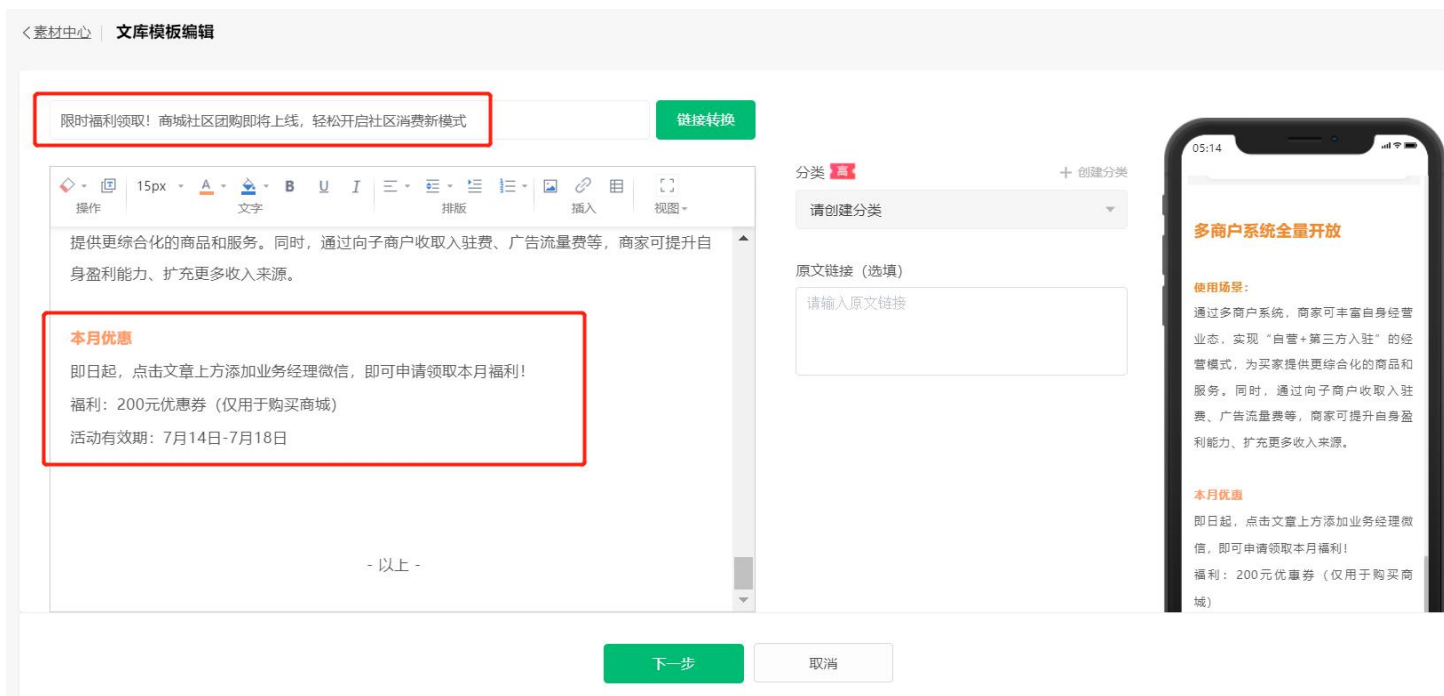 素材中心 文库模板编辑
限时福利领取！商城社区团购即将上线，轻松开启社区消费新模式
链接转换
15px A B U I
操作 文字 排版 插入 视图
提供更综合化的商品和服务。同时，通过向子商户收取入驻费、广告流量费等，商家可提升自
身盈利能力、扩充更多收入来源。
本月优惠
即日起，点击文章上方添加业务经理微信，即可申请领取本月福利！
福利：200元优惠券（仅用于购买商城）
活动有效期：7月14日-7月18日
- 以上 -
分类 高 + 创建分类
请创建分类
原文链接（选填）
请输入原文链接
05:14
多商户系统全量开放
使用场景：
通过多商户系统，商家可丰富自身经营
业态，实现“自营+第三方入驻”的经
营模式，为买家提供更综合化的商品和
服务。同时，通过向子商户收取入驻
费、广告流量费等，商家可提升自身盈
利能力、扩充更多收入来源。
本月优惠
即日起，点击文章上方添加业务经理微
信，即可申请领取本月福利！
福利：200元优惠券（仅用于购买商
城）
下一步 取消